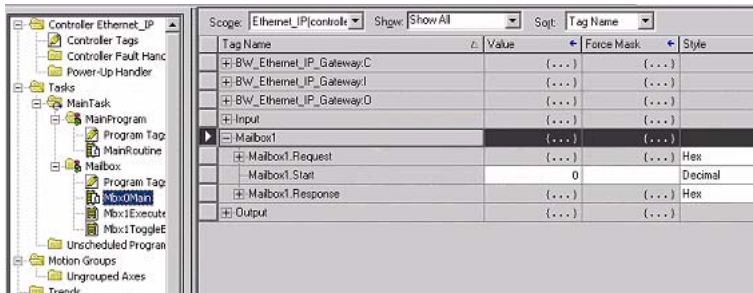 Controller Ethernet_IP
Controller Tags
Controller Fault Hanc
Power-Up Handler
Tasks
MainTask
MainProgram
Program Tag:
MainRoutine
Mailbox
Program Tag:
Mbx0Main
Mbx1Execute
Mbx1ToggleE
Unscheduled Program
Motion Groups
Ungrouped Axes
Trends
Scope: Ethernet_IP(controlle Show: Show All Sort: Tag Name
Tag Name Value Force Mask Style
BW_Ethernet_IP_Gateway:C {...} {...}
BW_Ethernet_IP_Gateway:I {...} {...}
BW_Ethernet_IP_Gateway:O {...} {...}
Input {...} {...}
Mailbox1 {...} {...}
Mailbox1.Request {...} {...} Hex
Mailbox1.Start 0 Decimal
Mailbox1.Response {...} {...} Hex
Output {...} {...}